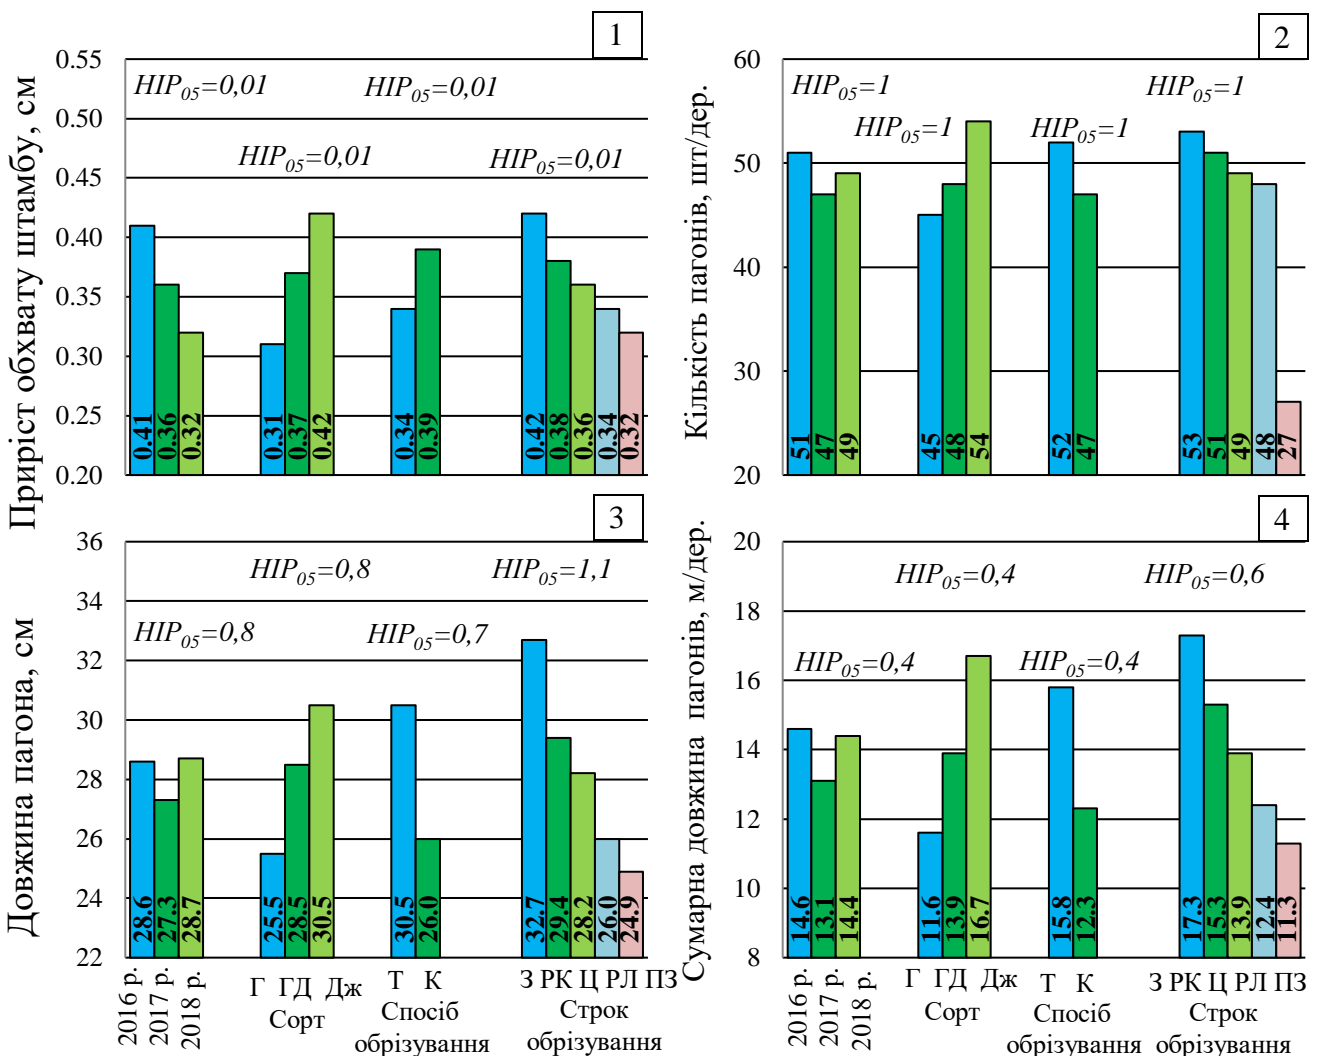 1
Приріст обхвату штамбу, см
0.55
0.50
0.45
0.40
0.35
0.30
0.25
0.20
НІР05=0,01
НІР05=0,01
НІР05=0,01
НІР05=0,01
0.41
0.36
0.32
0.31
0.37
0.42
0.34
0.39
0.42
0.38
0.36
0.34
0.32
2
Кількість пагонів, шт/дер.
60
50
40
30
20
НІР05=1
НІР05=1
НІР05=1
НІР05=1
51
47
49
45
48
54
52
47
53
51
49
48
27
3
Довжина пагона, см
36
34
32
30
28
26
24
22
НІР05=0,8
НІР05=1,1
НІР05=0,8
НІР05=0,7
28.6
27.3
28.7
25.5
28.5
30.5
30.5
26.0
32.7
29.4
28.2
26.0
24.9
2016 р.
2017 р.
2018 р.
Г ГД Дж
Сорт
Т К
Спосіб
обрізування
З РК Ц РЛ ПЗ
Строк
обрізування
4
Сумарна довжина пагонів, м/дер.
20
18
16
14
12
10
8
НІР05=0,4
НІР05=0,6
НІР05=0,4
НІР05=0,4
14.6
13.1
14.4
11.6
13.9
16.7
15.8
12.3
17.3
15.3
13.9
12.4
11.3
2016 р.
2017 р.
2018 р.
Г ГД Дж
Сорт
Т К
Спосіб
обрізування
З РК Ц РЛ ПЗ
Строк
обрізування